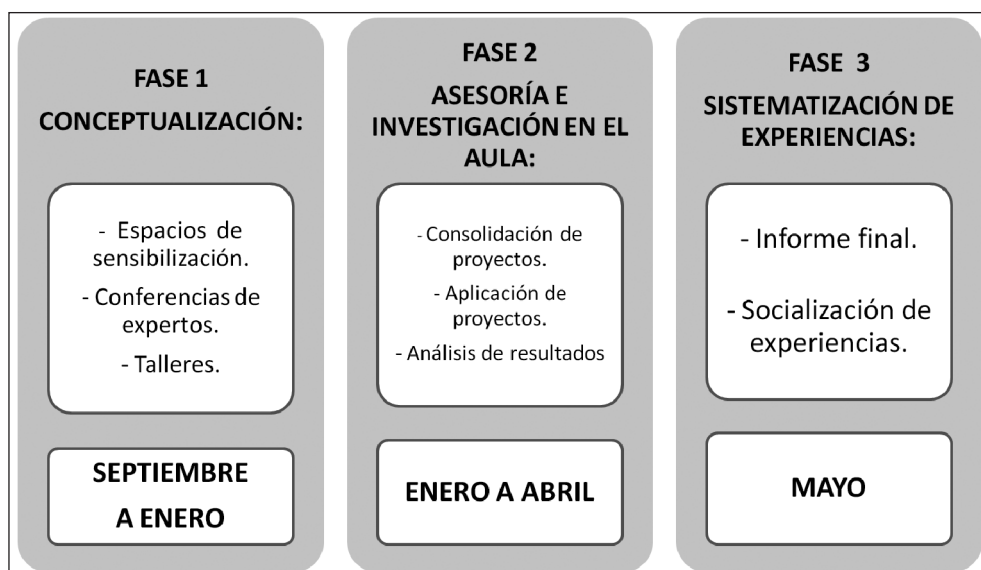 FASE 1
CONCEPTUALIZACIÓN:
- Espacios de
sensibilización.
- Conferencias de
expertos.
- Talleres.
SEPTIEMBRE
A ENERO
FASE 2
ASESORÍA E
INVESTIGACIÓN EN EL
AULA:
- Consolidación de
proyectos.
- Aplicación de
proyectos.
- Análisis de resultados
ENERO A ABRIL
FASE 3
SISTEMATIZACIÓN DE
EXPERIENCIAS:
- Informe final.
- Socialización de
experiencias.
MAYO